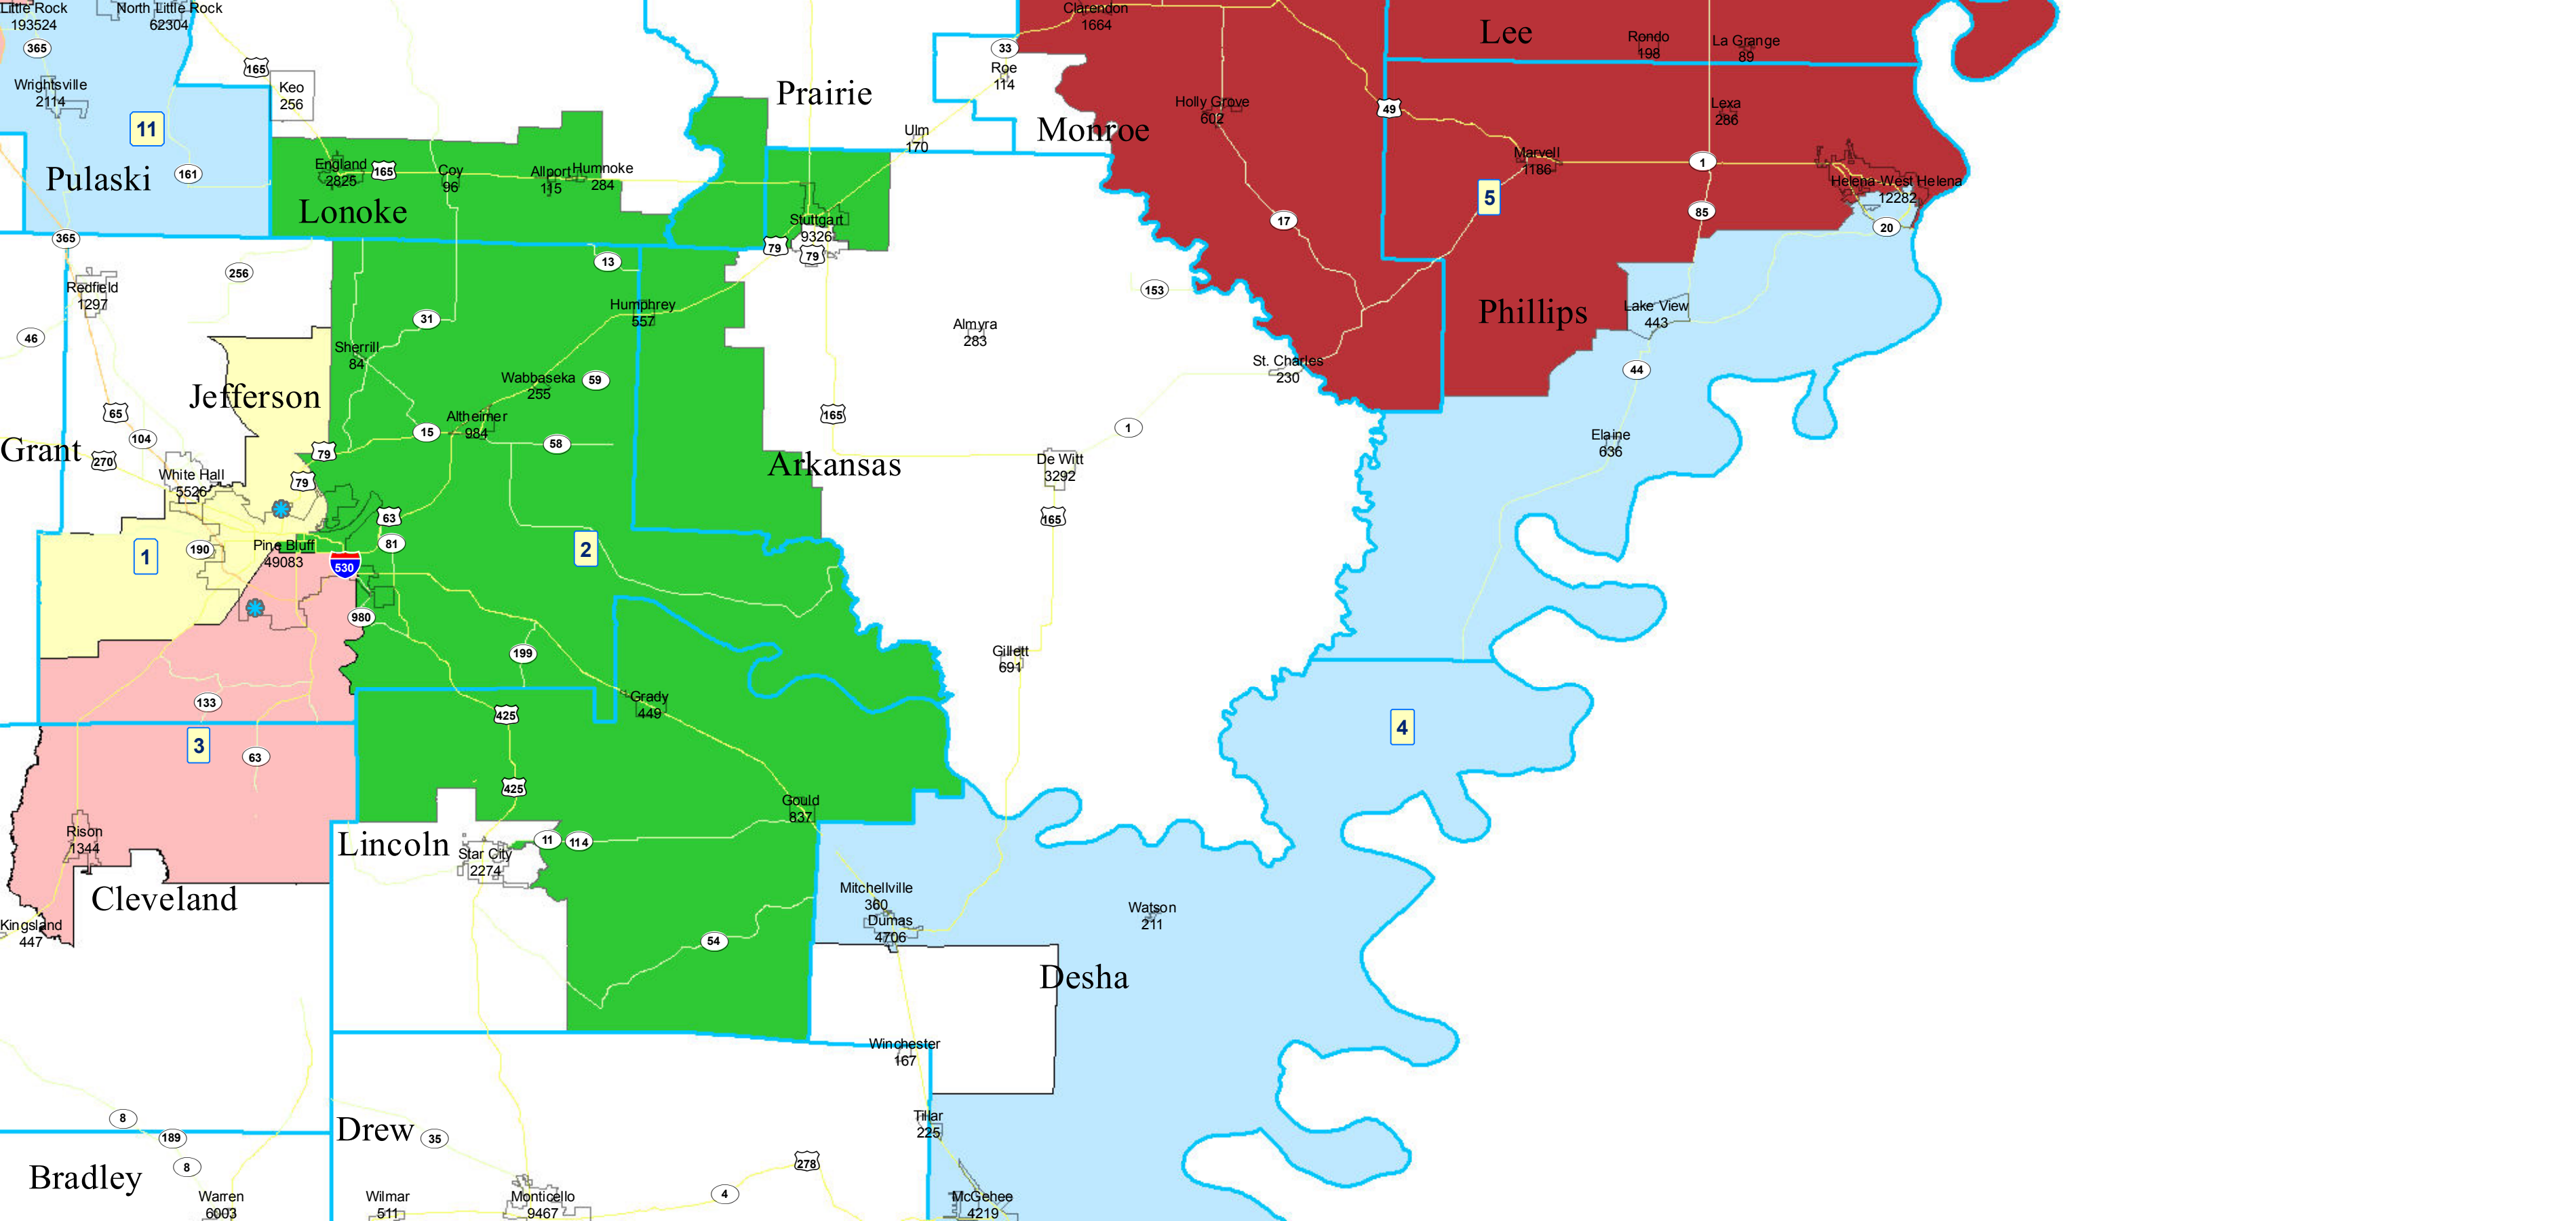 Little Rock
193524
North Little Rock
62304
365
165
Wrightsville
2114
Keo
256
11
Pulaski
161
365
Prairie
33
Roe
114
Ulm
170
Monroe
Clarendon
1664
Lee
Rondo
198
La Grange
89
Holly Grove
602
49
Lexa
286
Marvell
1186
1
Helena-West Helena
12282
20
5
85
17
England
2825
165
Coy
96
Allport
115
Humnoke
284
Lonoke
Stuttgart
9326
79
79
13
256
Redfield
1297
46
31
Humphrey
557
153
Almyra
283
Phillips
Lake View
443
Sherrill
84
Wabbaseka
255
59
St. Charles
230
44
Jefferson
65
104
Altheimer
984
15
58
165
1
Grant
270
79
79
White Hall
5526
Arkansas
De Witt
3292
Elaine
636
165
63
81
1
190
Pine Bluff
49083
530
2
980
199
Gillett
691
133
Grady
449
425
4
3
63
425
Gould
837
Rison
1344
Lincoln
11
114
Star City
2274
Cleveland
Mitchellville
360
Dumas
4706
Watson
211
Kingsland
447
54
Desha
Winchester
167
8
189
8
Drew
35
Tillar
225
Bradley
278
Warren
6003
Wilmar
511
Monticello
9467
4
McGehee
4219